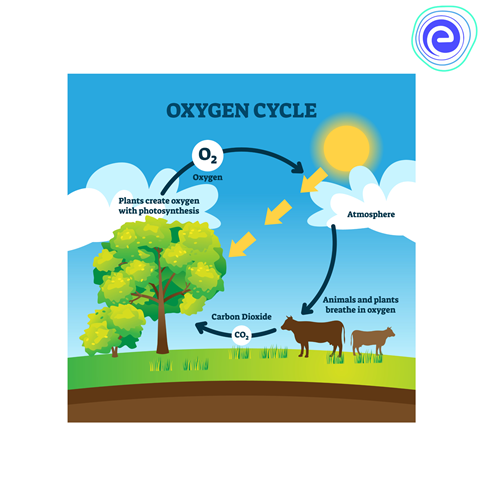 OXYGEN CYCLE
O₂
Oxygen
Plants create oxygen
with photosynthesis
Atmosphere
Animals and plants
breathe in oxygen
Carbon Dioxide
CO₂
e